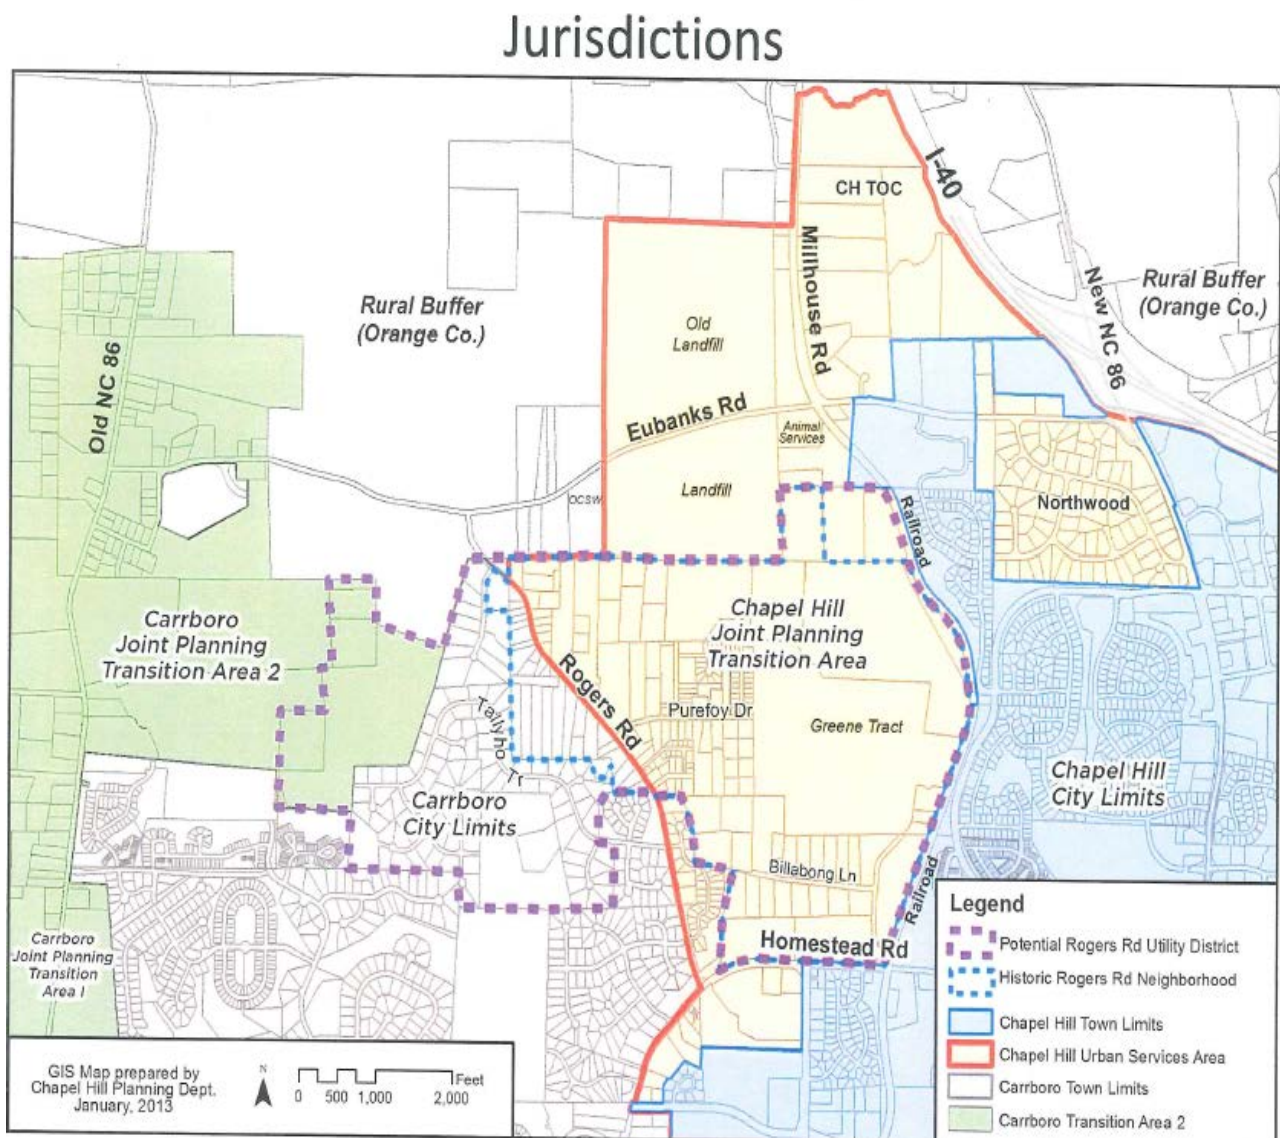 Jurisdictions
I-40
CH TOC
Millhouse Rd
New NC 86
Rural Buffer
(Orange Co.)
Rural Buffer
(Orange Co.)
Old
Landfill
Old NC 86
Eubanks Rd
Animal
Services
Landfill
OCSW
Northwood
Railroad
Carrboro
Joint Planning
Transition Area 2
Chapel Hill
Joint Planning
Transition Area
Rogers Rd
Purefoy Dr
Tallyho Tr
Greene Tract
Chapel Hill
City Limits
Carrboro
City Limits
Billabong Ln
Railroad
Homestead Rd
Carrboro
Joint Planning
Transition
Area I
Legend
Potential Rogers Rd Utility District
Historic Rogers Rd Neighborhood
Chapel Hill Town Limits
Chapel Hill Urban Services Area
Carrboro Town Limits
Carrboro Transition Area 2
GIS Map prepared by
Chapel Hill Planning Dept.
January, 2013
N
Feet
0 500 1,000 2,000